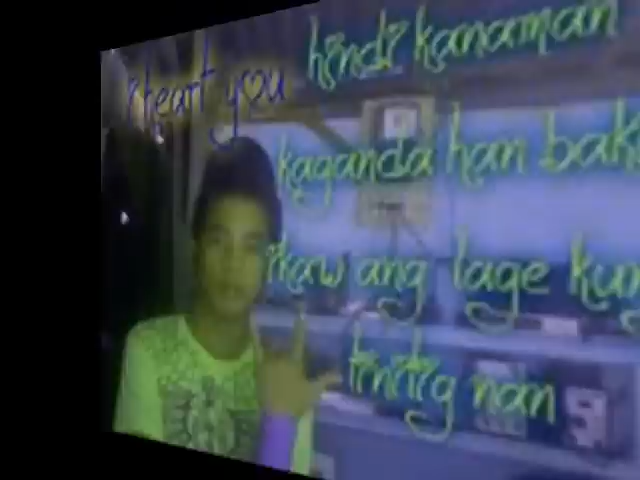 i heart you
hindi kanaman
kaganda han
ikaw ang lage
tinitig nan